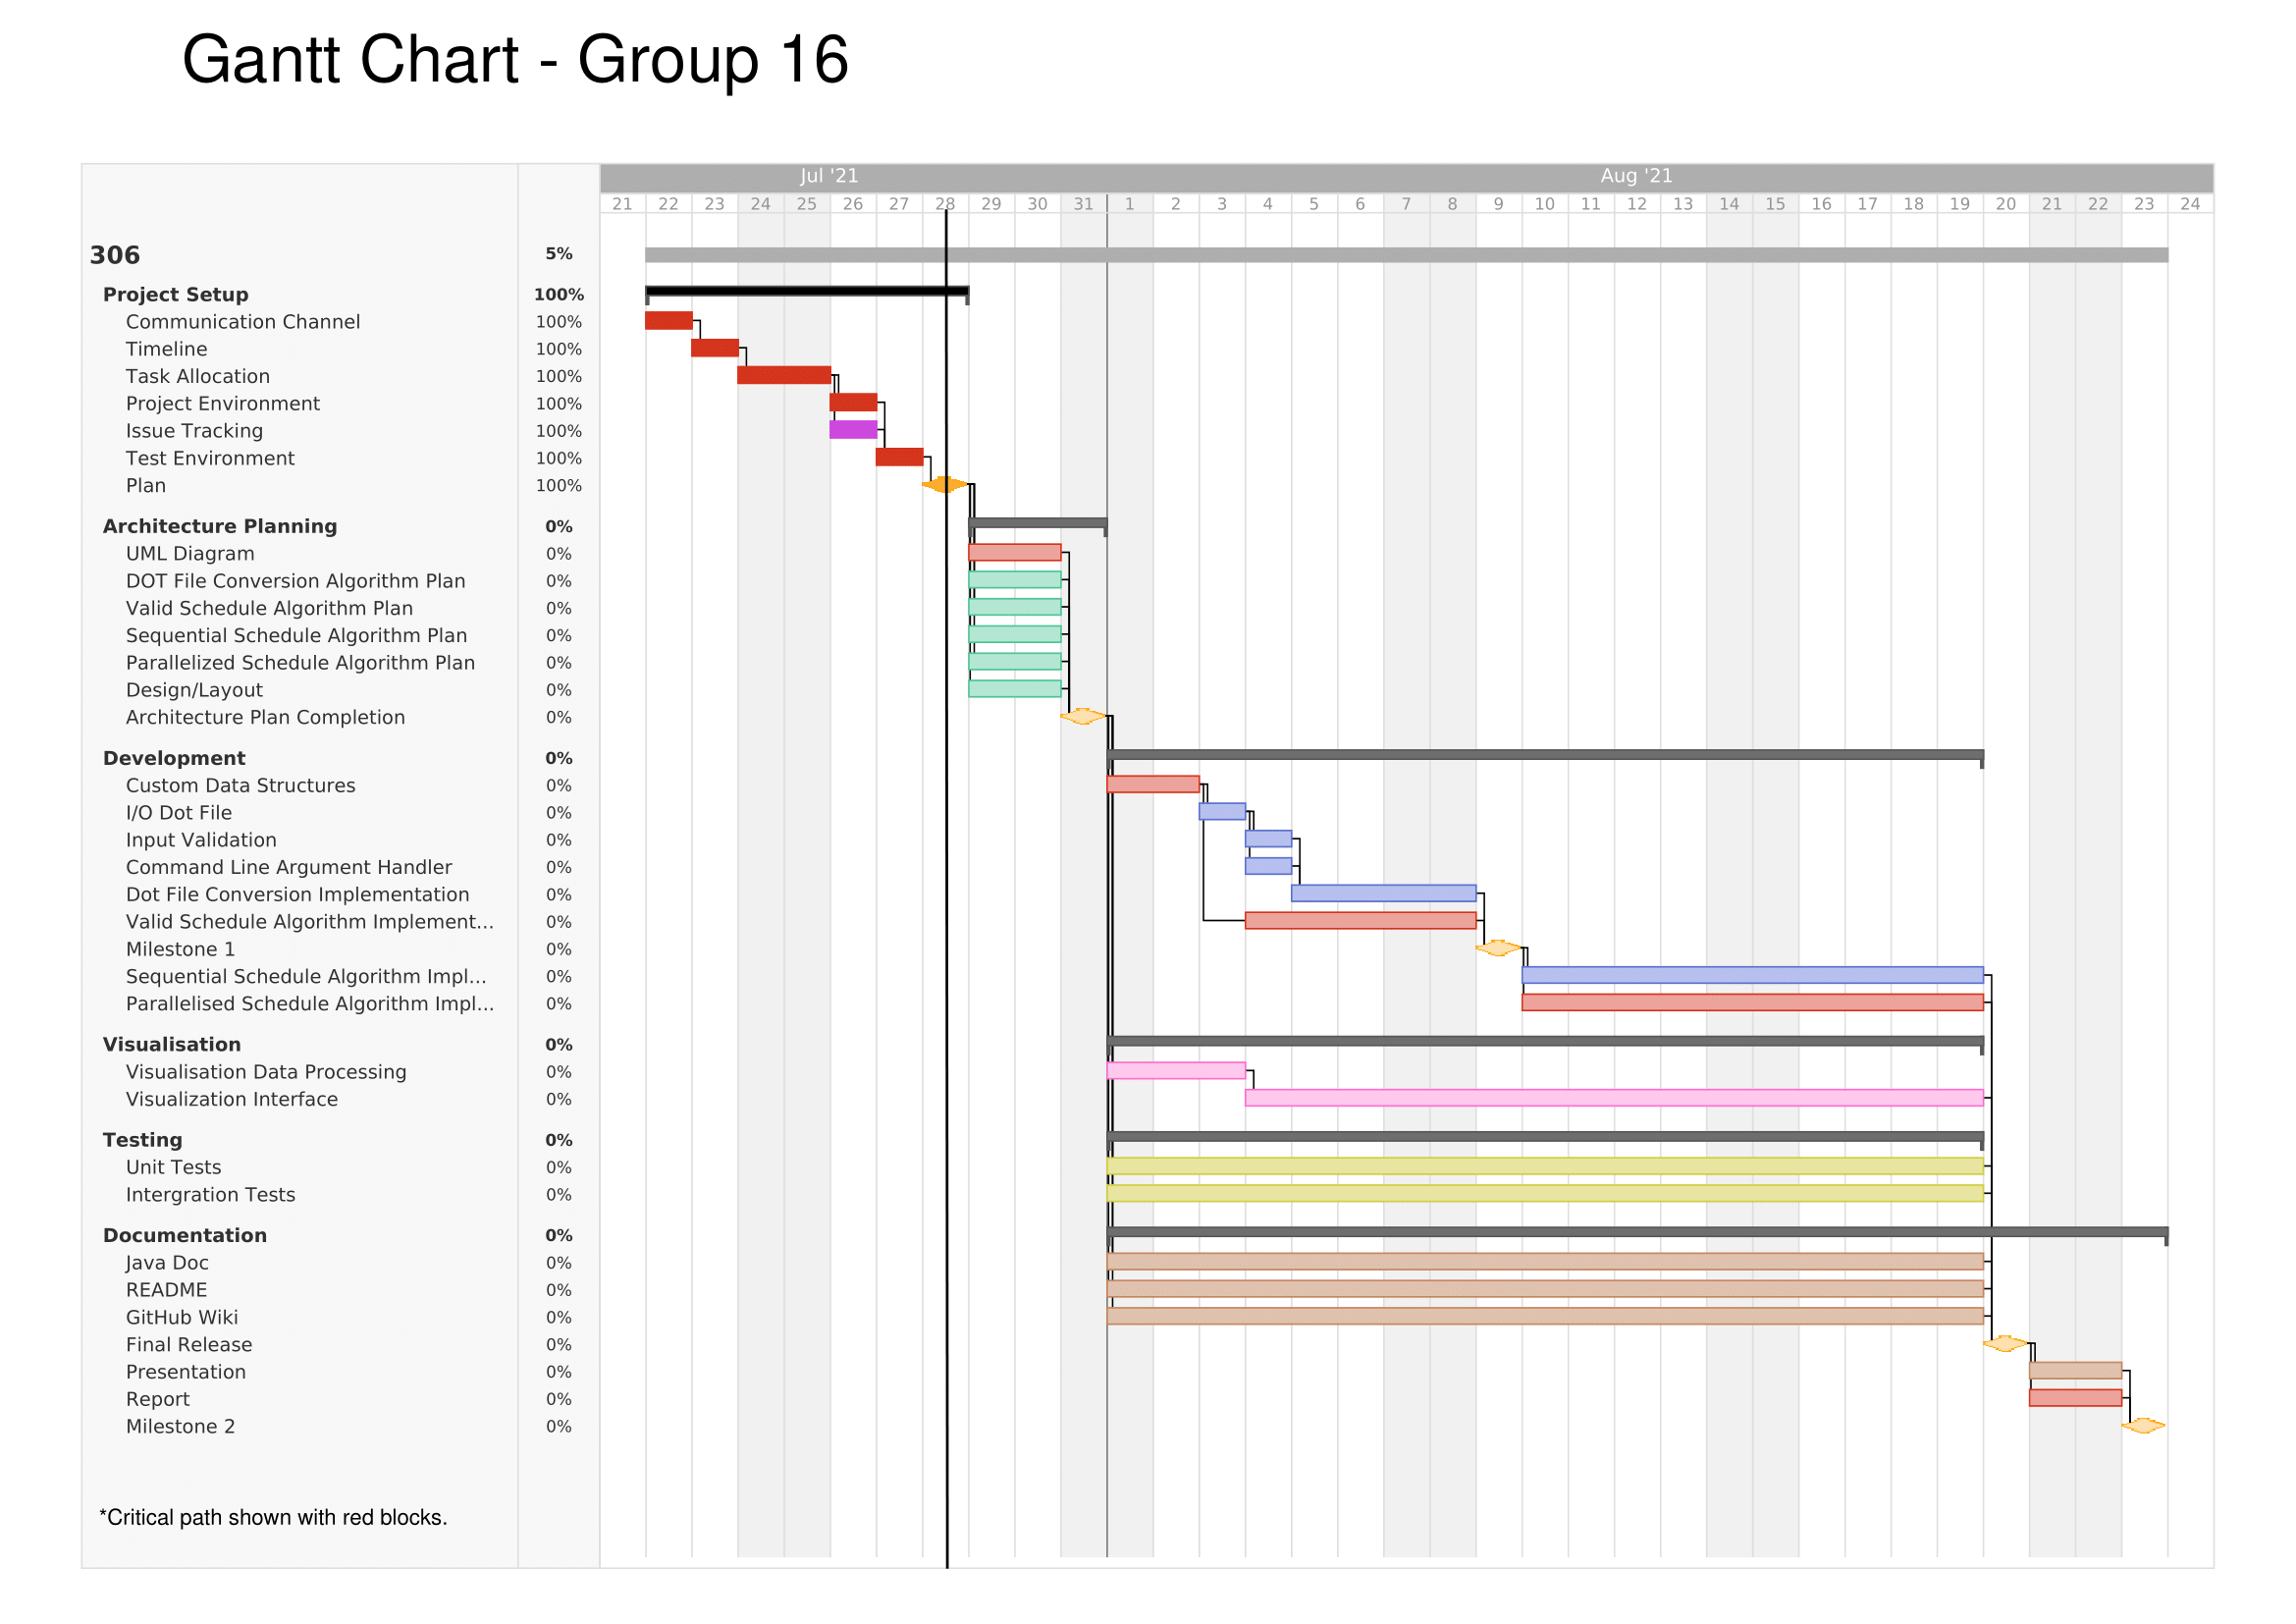 Gantt Chart - Group 16
Jul '21 Aug '21
21 22 23 24 25 26 27 28 29 30 31 1 2 3 4 5 6 7 8 9 10 11 12 13 14 15 16 17 18 19 20 21 22 23 24
306 5%
Project Setup 100%
Communication Channel 100%
Timeline 100%
Task Allocation 100%
Project Environment 100%
Issue Tracking 100%
Test Environment 100%
Plan 100%
Architecture Planning 0%
UML Diagram 0%
DOT File Conversion Algorithm Plan 0%
Valid Schedule Algorithm Plan 0%
Sequential Schedule Algorithm Plan 0%
Parallelized Schedule Algorithm Plan 0%
Design/Layout 0%
Architecture Plan Completion 0%
Development 0%
Custom Data Structures 0%
I/O Dot File 0%
Input Validation 0%
Command Line Argument Handler 0%
Dot File Conversion Implementation 0%
Valid Schedule Algorithm Implement... 0%
Milestone 1 0%
Sequential Schedule Algorithm Impl... 0%
Parallelised Schedule Algorithm Impl... 0%
Visualisation 0%
Visualisation Data Processing 0%
Visualization Interface 0%
Testing 0%
Unit Tests 0%
Intergration Tests 0%
Documentation 0%
Java Doc 0%
README 0%
GitHub Wiki 0%
Final Release 0%
Presentation 0%
Report 0%
Milestone 2 0%
*Critical path shown with red blocks.